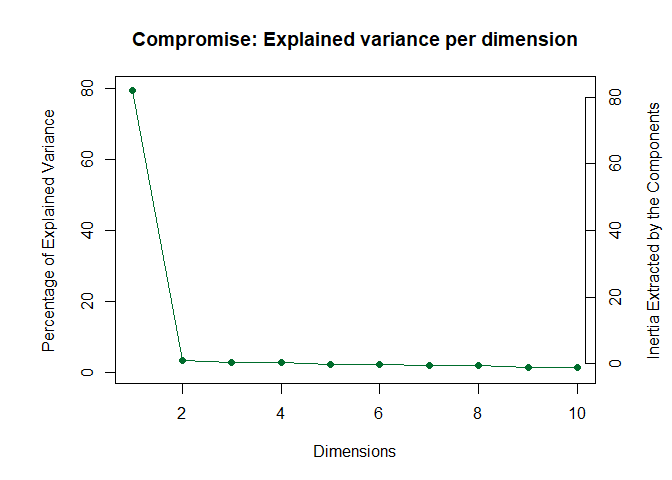 Compromise: Explained variance per dimension
Percentage of Explained Variance
80
60
40
20
0
80
60
40
20
0
Inertia Extracted by the Components
2 4 6 8 10
Dimensions